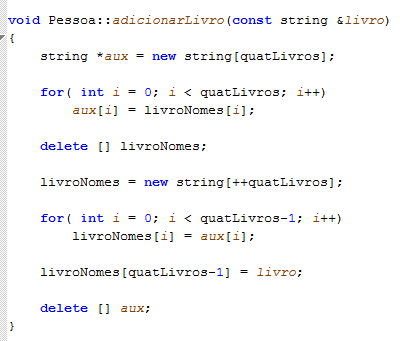 void Pessoa::adicionarLivro(const string &livro)
{
string *aux = new string[quatLivros];
for( int i = 0; i < quatLivros; i++)
aux[i] = livroNomes[i];
delete [] livroNomes;
livroNomes = new string[++quatLivros];
for( int i = 0; i < quatLivros-1; i++)
livroNomes[i] = aux[i];
livroNomes[quatLivros-1] = livro;
delete [] aux;
}